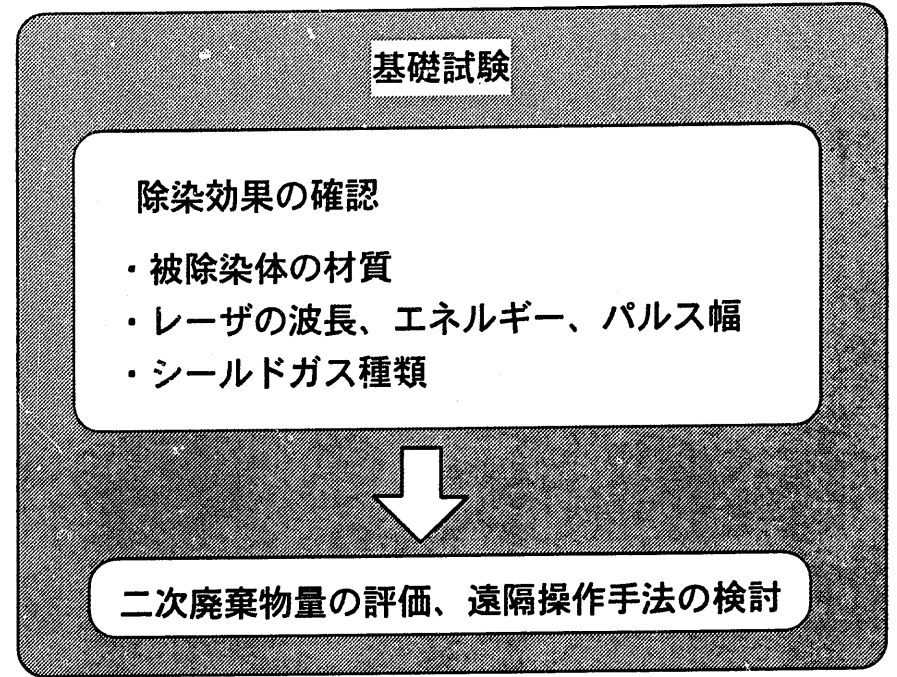 基礎試験
除染効果の確認
・被除染体の材質
・レーザの波長、エネルギー、パルス幅
・シールドガス種類
二次廃棄物量の評価、遠隔操作手法の検討